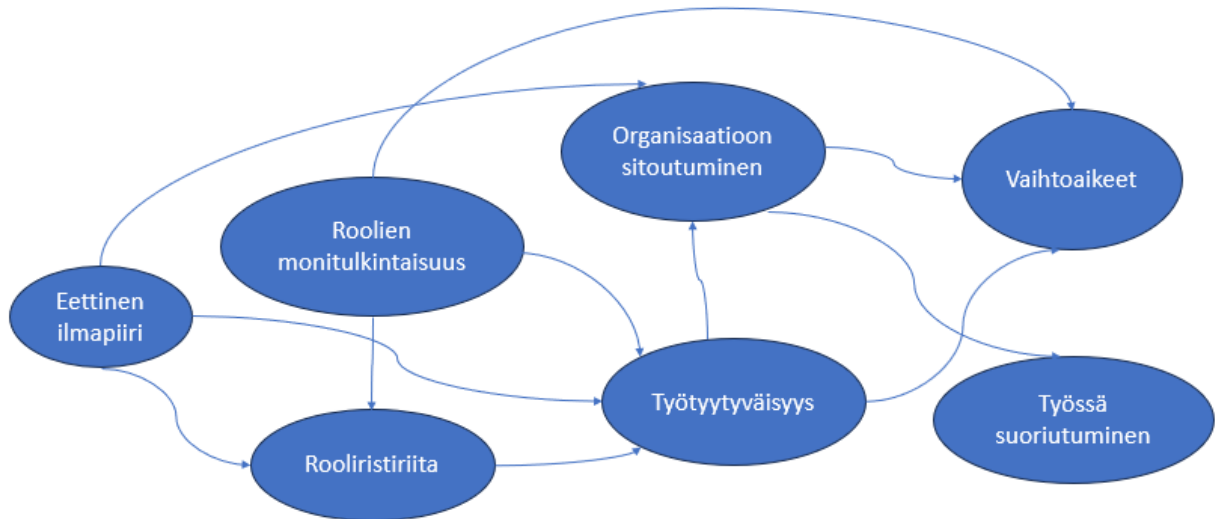 Organisaatioon
sitoutuminen
Vaihtoaikeet
Roolien
monitulkintaisuus
Eettinen
ilmapiiri
Työtyytyväisyys
Työssä
suoriutuminen
Rooliristiriita